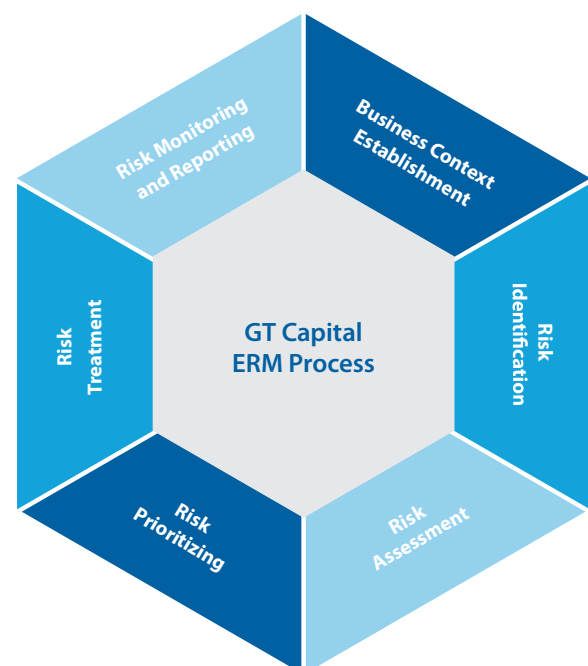 Risk Monitoring
and Reporting
Business Context
Establishment
Risk
Identification
Risk
Assessment
Risk
Prioritizing
Risk
Treatment
GT Capital
ERM Process